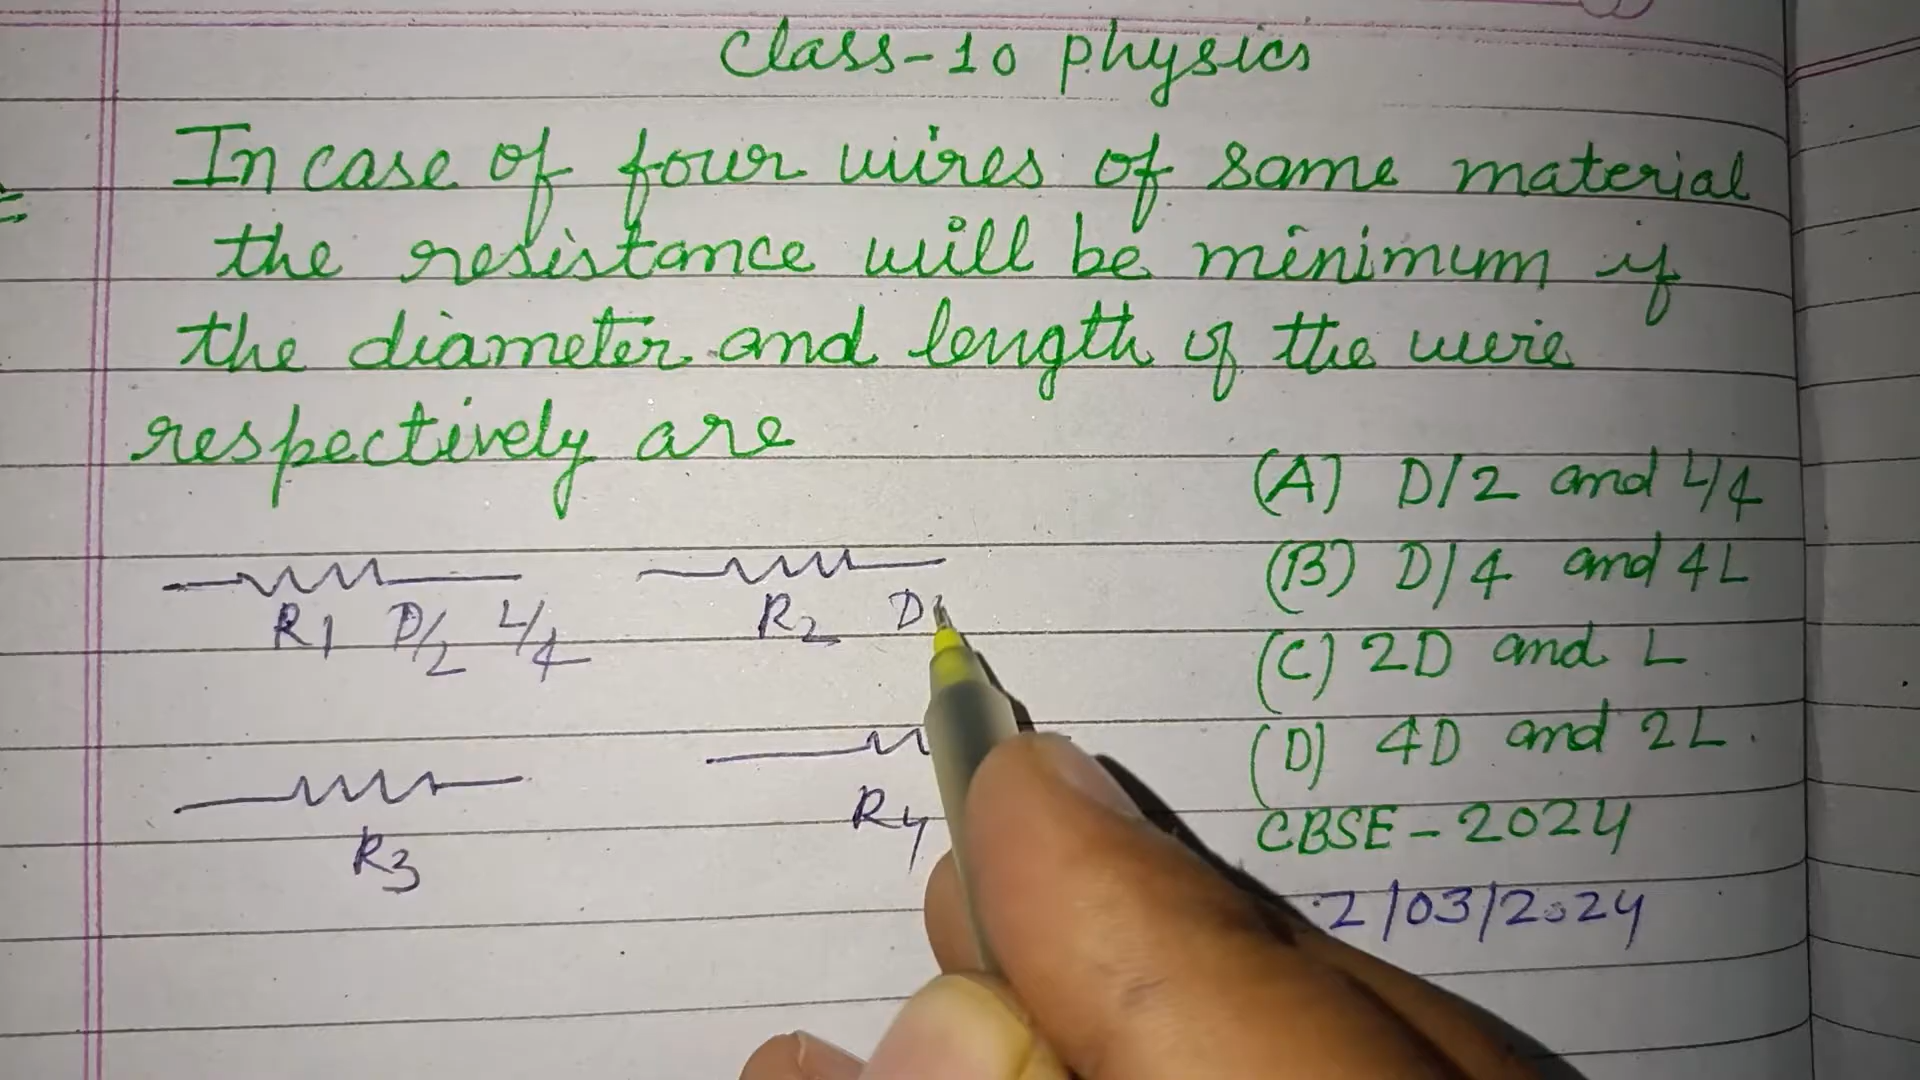 Class-10 physics
In case of four wires of same material
the resistance will be minimum if
the diameter and length of the wire
respectively are
(A) D/2 and L/4
(B) D/4 and 4L
(C) 2D and L
(D) 4D and 2L.
CBSE-2024
2/03/2024
R1 D/2 L/4
R2 D
R3
R4